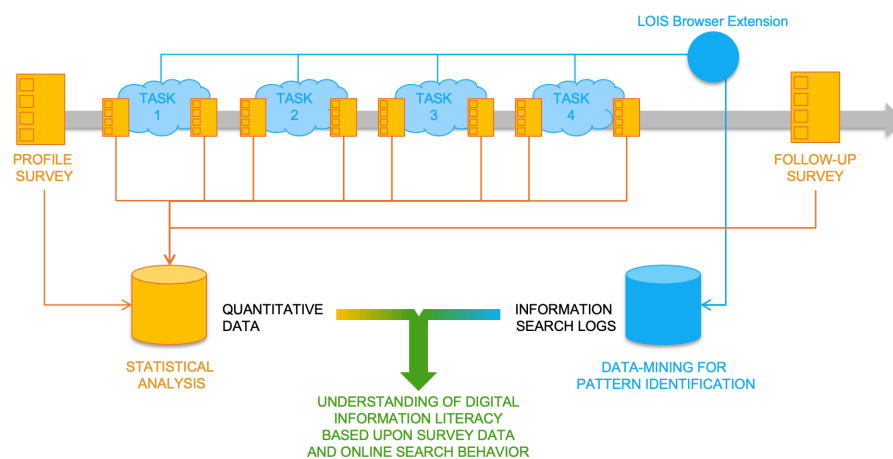 LOIS Browser Extension
TASK
1
TASK
2
TASK
3
TASK
4
PROFILE
SURVEY
FOLLOW-UP
SURVEY
QUANTITATIVE
DATA
INFORMATION
SEARCH LOGS
STATISTICAL
ANALYSIS
DATA-MINING FOR
PATTERN IDENTIFICATION
UNDERSTANDING OF DIGITAL
INFORMATION LITERACY
BASED UPON SURVEY DATA
AND ONLINE SEARCH BEHAVIOR